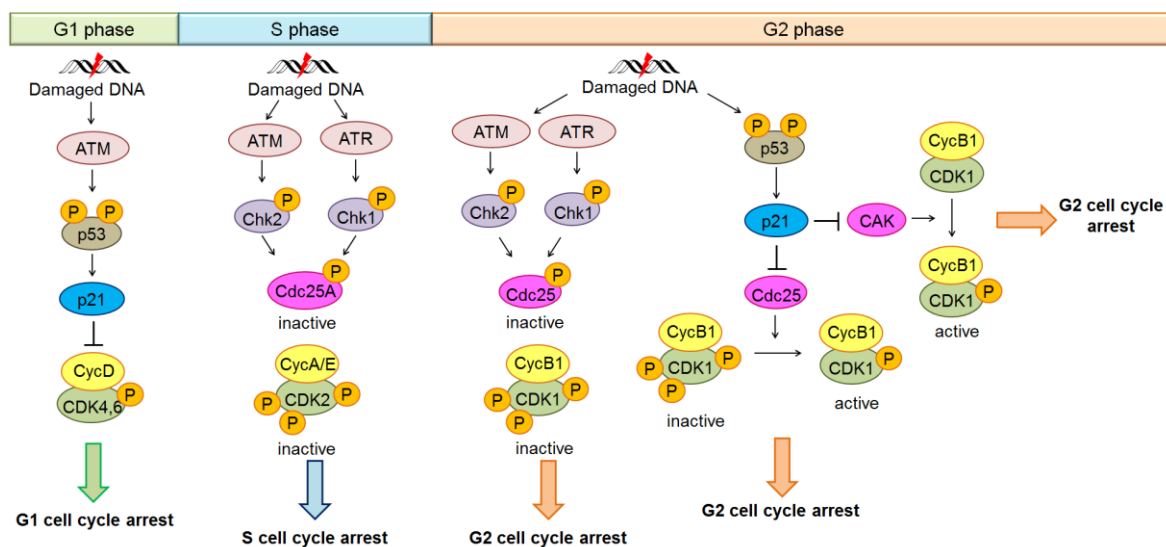 G1 phase
S phase
G2 phase
Damaged DNA
ATM
P P
p53
p21
CycD
CDK4,6
P
G1 cell cycle arrest
Damaged DNA
ATM
ATR
P
Chk2
P
Chk1
P
Cdc25A
inactive
CycA/E
CDK2
P
P
P
inactive
S cell cycle arrest
Damaged DNA
ATM
ATR
P
Chk2
P
Chk1
P
Cdc25
inactive
CycB1
CDK1
P
P
P
inactive
G2 cell cycle arrest
P P
p53
p21
CAK
Cdc25
CycB1
CDK1
P
P
P
inactive
CycB1
CDK1
P
active
G2 cell cycle arrest
CycB1
CDK1
CycB1
CDK1
P
active
G2 cell cycle
arrest